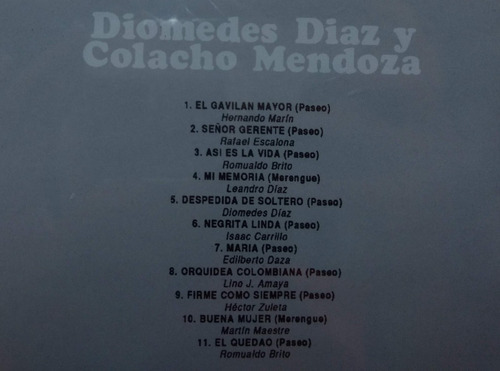 Diomedes Diaz y
Colacho Mendoza
1. EL GAVILAN MAYOR (Paseo)
Hernando Marín
2. SEÑOR GERENTE (Paseo)
Rafael Escalona
3. ASI ES LA VIDA (Paseo)
Romualdo Brito
4. MI MEMORIA (Merengue)
Leandro Díaz
5. DESPEDIDA DE SOLTERO (Paseo)
Diomedes Díaz
6. NEGRITA LINDA (Paseo)
Isaac Carrillo
7. MARIA (Paseo)
Edilberto Daza
8. ORQUIDEA COLOMBIANA (Paseo)
Lino J. Amaya
9. FIRME COMO SIEMPRE (Paseo)
Héctor Zuleta
10. BUENA MUJER (Merengue)
Martín Maestre
11. EL QUEDAO (Paseo)
Romualdo Brito